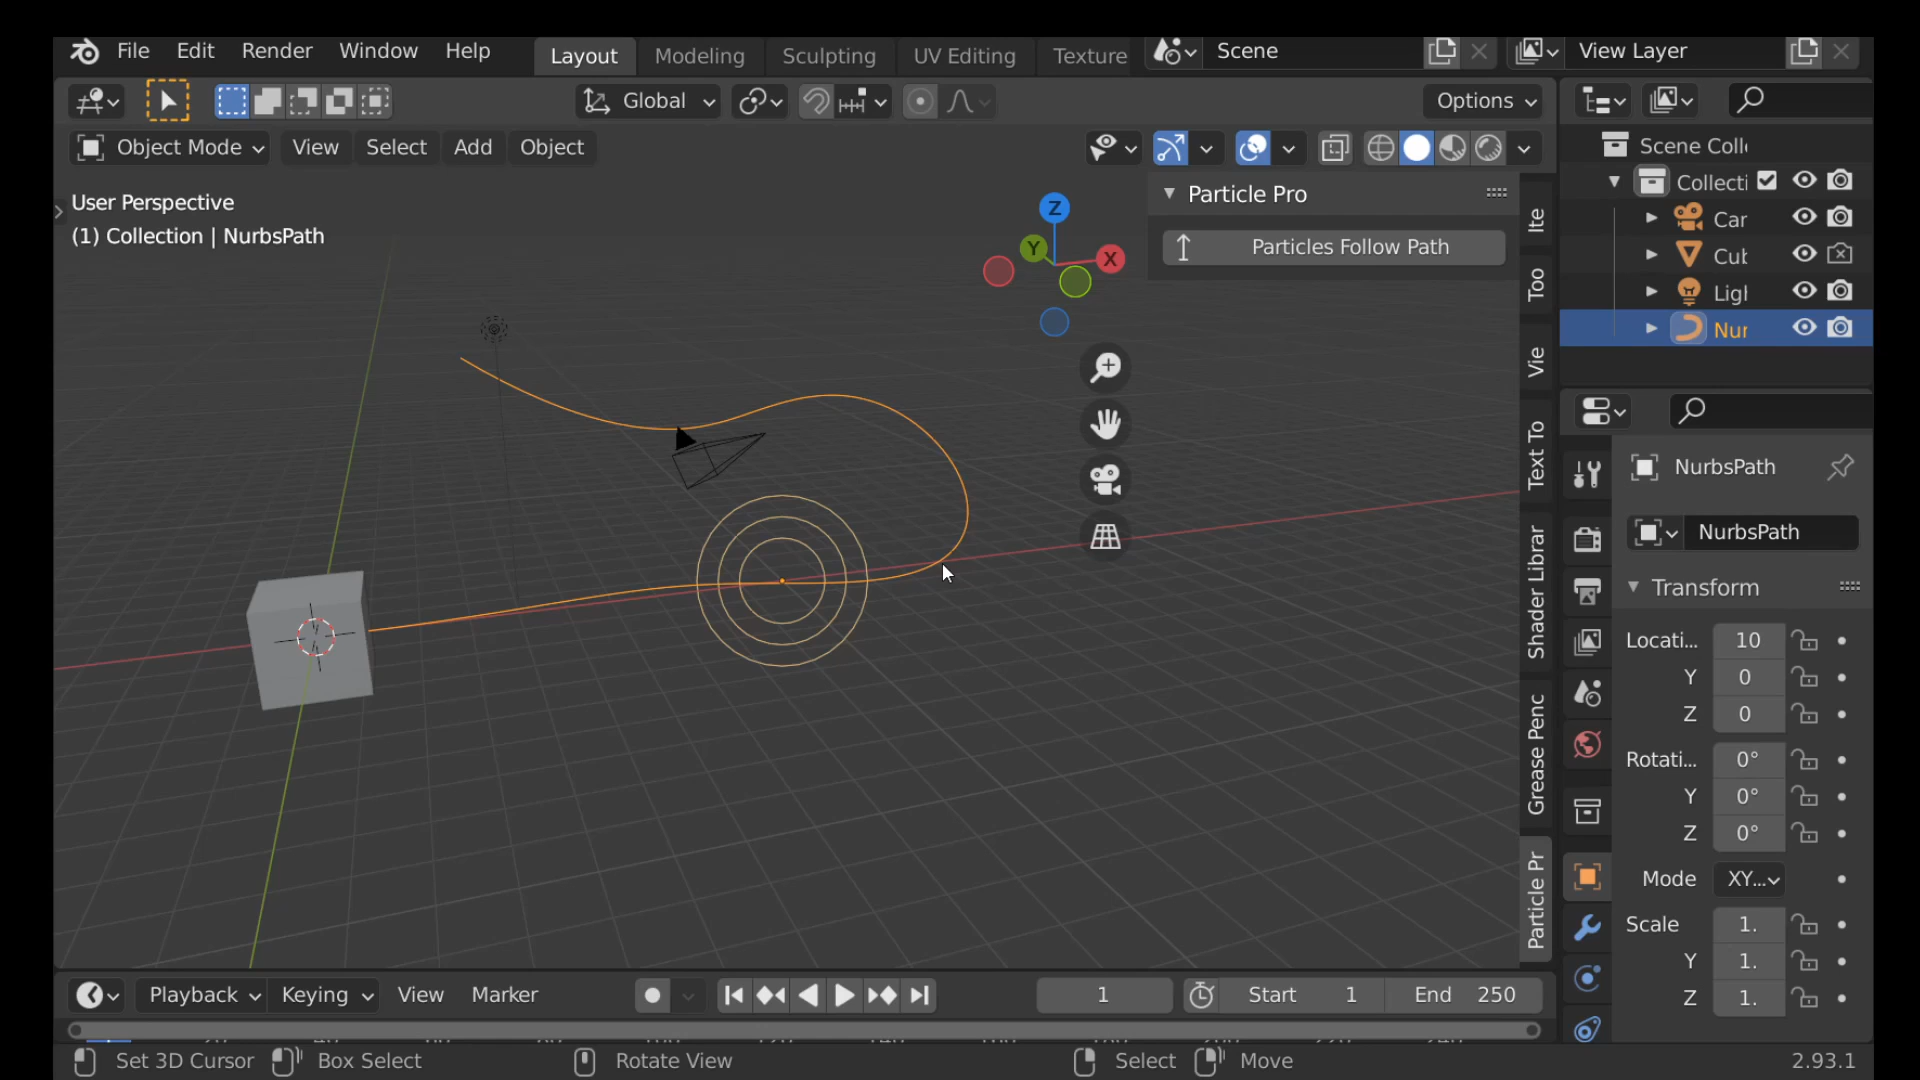 File Edit Render Window Help Layout Modeling Sculpting UV Editing Texture Scene View Layer
Global Options
Object Mode View Select Add Object
User Perspective
(1) Collection | NurbsPath
Z
Y
X
Particle Pro
Particles Follow Path
Ite
Too
Vie
Text To
Shader Librar
Grease Penc
Particle Pr
Scene Coll
Collecti
Car
Cub
Ligh
Nur
NurbsPath
NurbsPath
Transform
Locati... 10
Y 0
Z 0
Rotati... 0°
Y 0°
Z 0°
Mode XY...
Scale 1.
Y 1.
Z 1.
Playback Keying View Marker 1 Start 1 End 250
Set 3D Cursor Box Select Rotate View Select Move 2.93.1